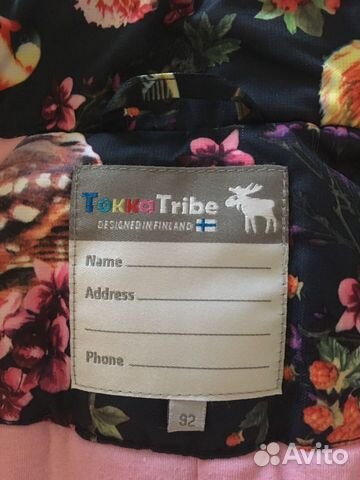 TokkaTribe
DESIGNED IN FINLAND
Name
Address
Phone
92
Avito